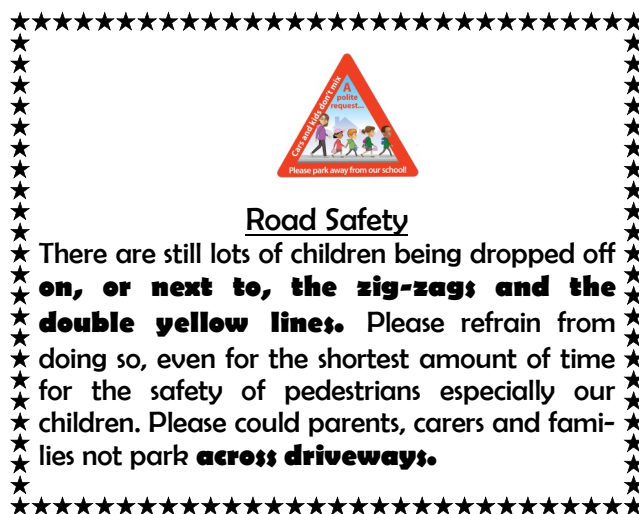 A
polite
request...
Cars and kids don't mix
Please park away from our school!
Road Safety
There are still lots of children being dropped off
on, or next to, the zig-zags and the
double yellow lines. Please refrain from
doing so, even for the shortest amount of time
for the safety of pedestrians especially our
children. Please could parents, carers and fami-
lies not park across driveways.